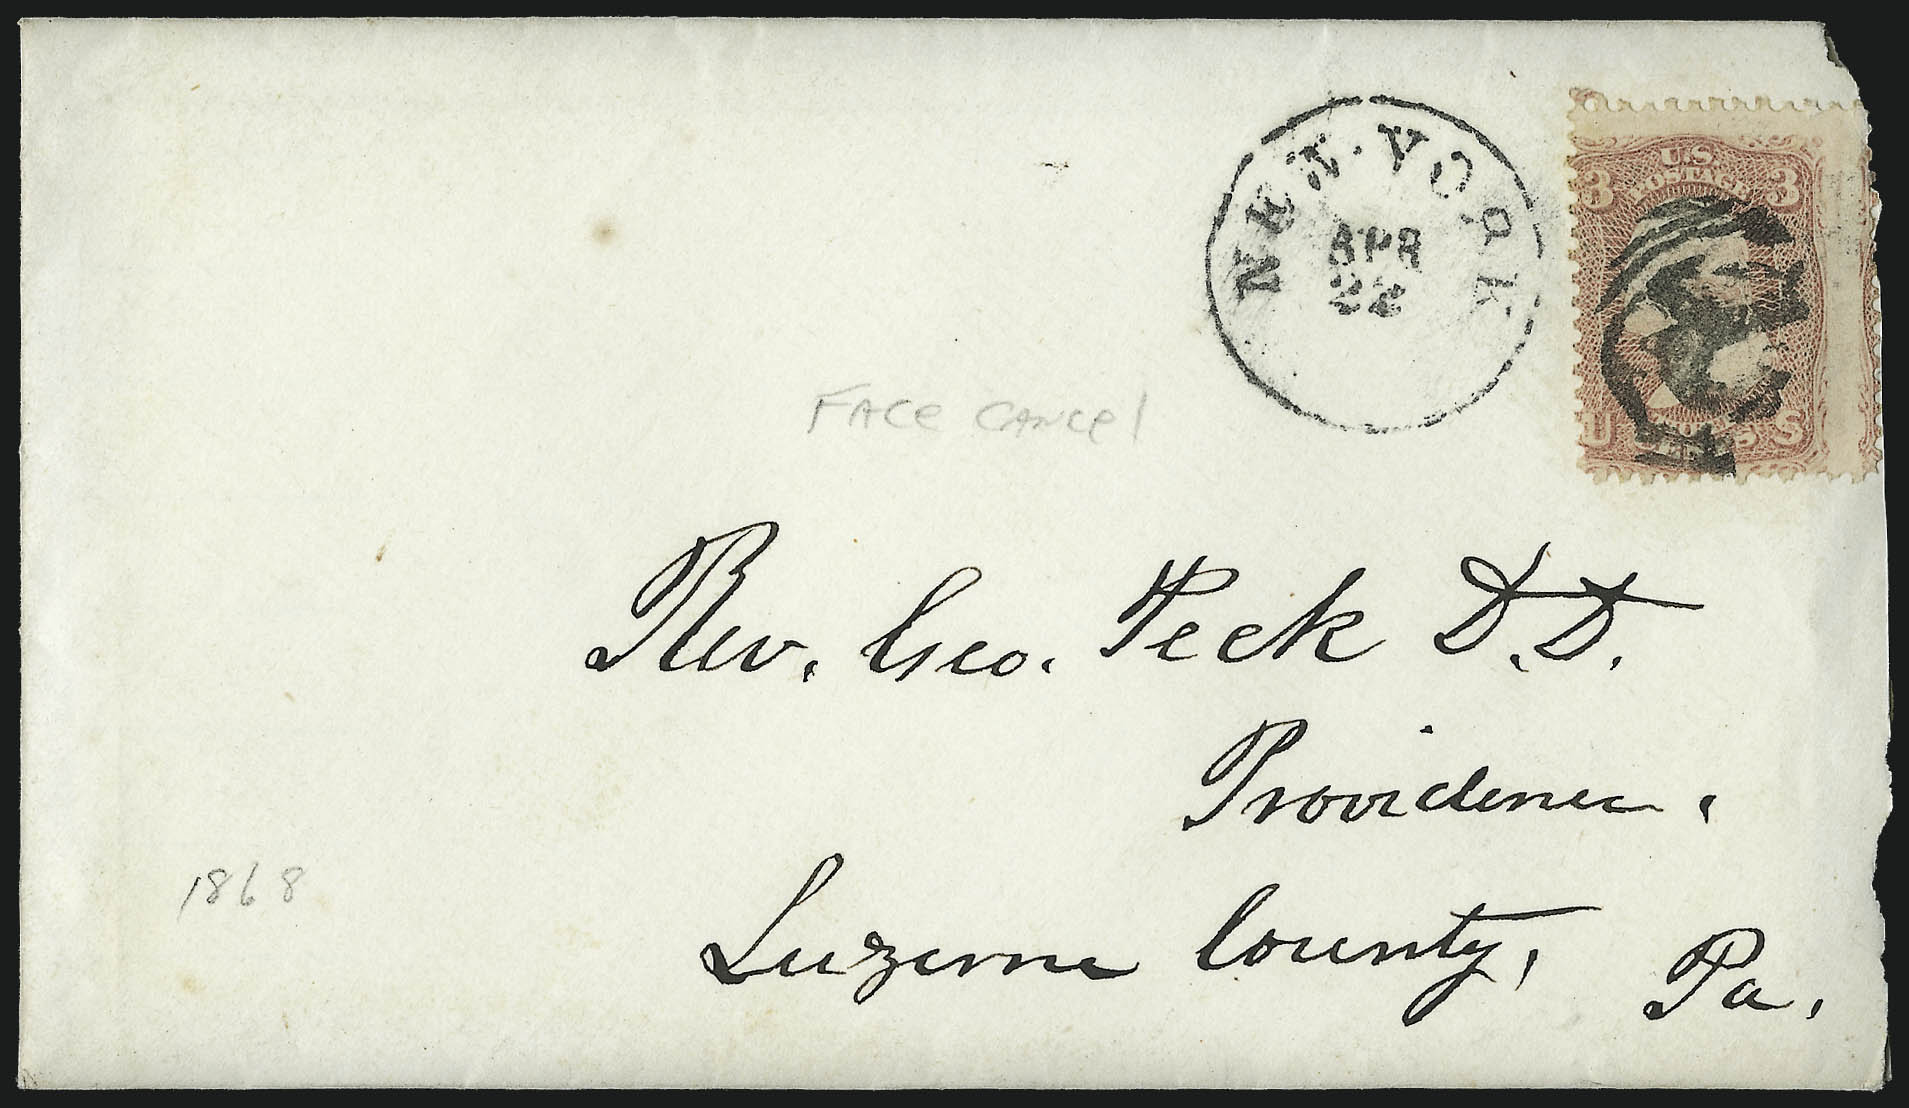 NEW·YORK
APR
22
U.S.
POSTAGE
3 3
U S
FACE CANCEL
Rev. Geo. Peck D.D.
Providence,
1868
Luzerne County,
Pa.